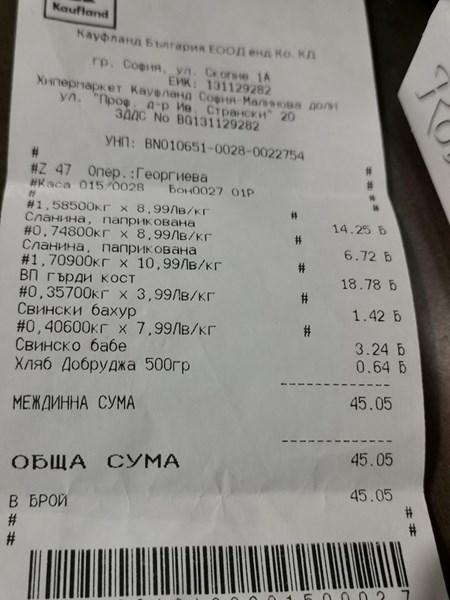 Kaufland
Кауфланд България ЕООД енд Ко. КД
гр. София, ул. Скопие 1А
ЕИК: 131129282
Хипермаркет Кауфланд София-Малинова доли
ул. "Проф. д-р Ив. Странски" 20
ЗДДС No BG131129282
УНП: BN010651-0028-0022754
#
#Z 47 Опер.:Георгиева #
#Каса 015/0028 Бон0027 01Р #
#1,58500кг x 8,99Лв/кг #
Сланина, паприкована 14.25 Б
#0,74800кг x 8,99Лв/кг #
Сланина, паприкована 6.72 Б
#1,70900кг x 10,99Лв/кг #
ВП гърди кост 18.78 Б
#0,35700кг x 3,99Лв/кг #
Свински бахур 1.42 Б
#0,40600кг x 7,99Лв/кг #
Свинско бабе 3.24 Б
Хляб Добруджа 500гр 0.64 Б
МЕЖДИННА СУМА 45.05
ОБЩА СУМА 45.05
В БРОЙ 45.05
# #
# #